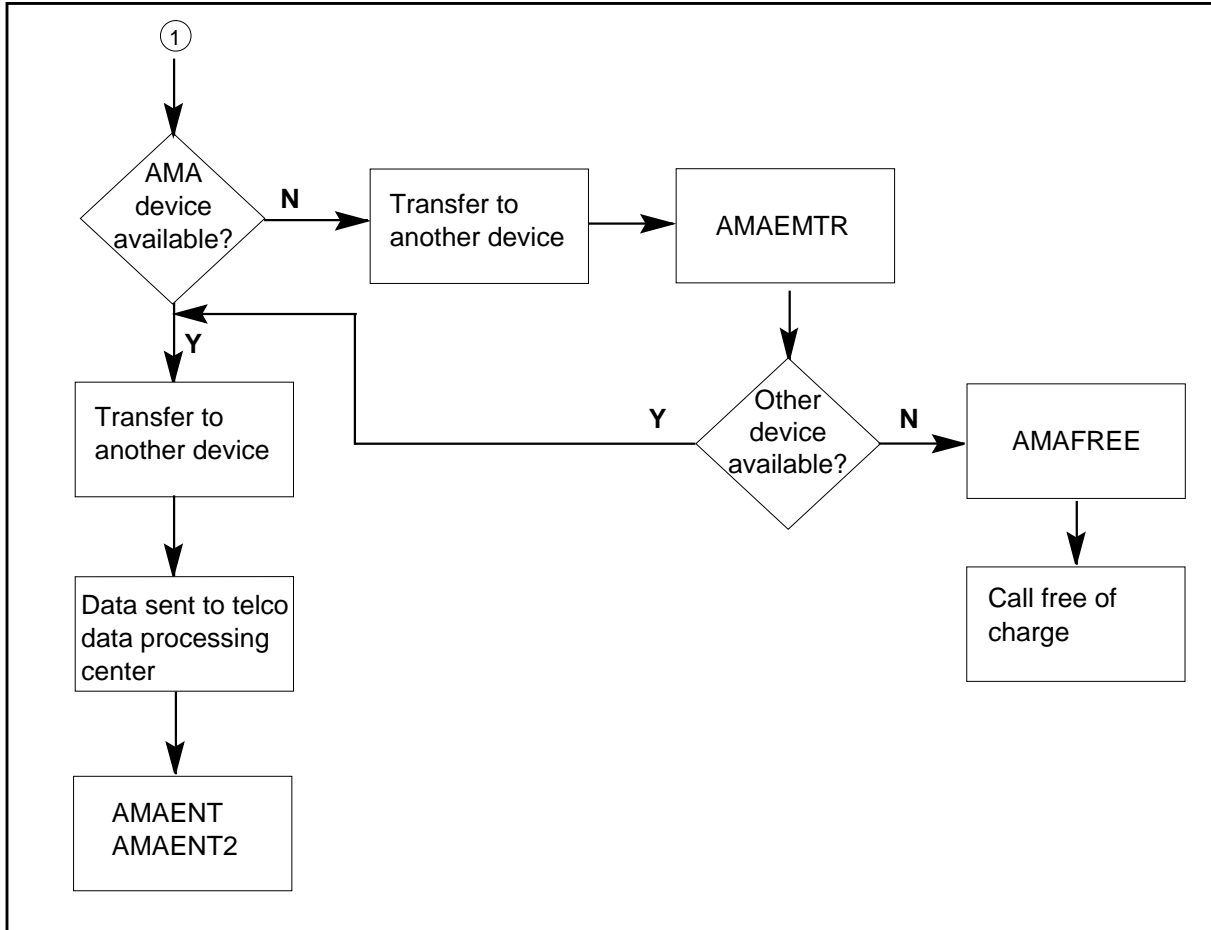 1
AMA
device
available?
N
Transfer to
another device
AMAEMTR
Y
Transfer to
another device
Y
Other
device
available?
N
AMAFREE
Data sent to telco
data processing
center
Call free of
charge
AMAENT
AMAENT2